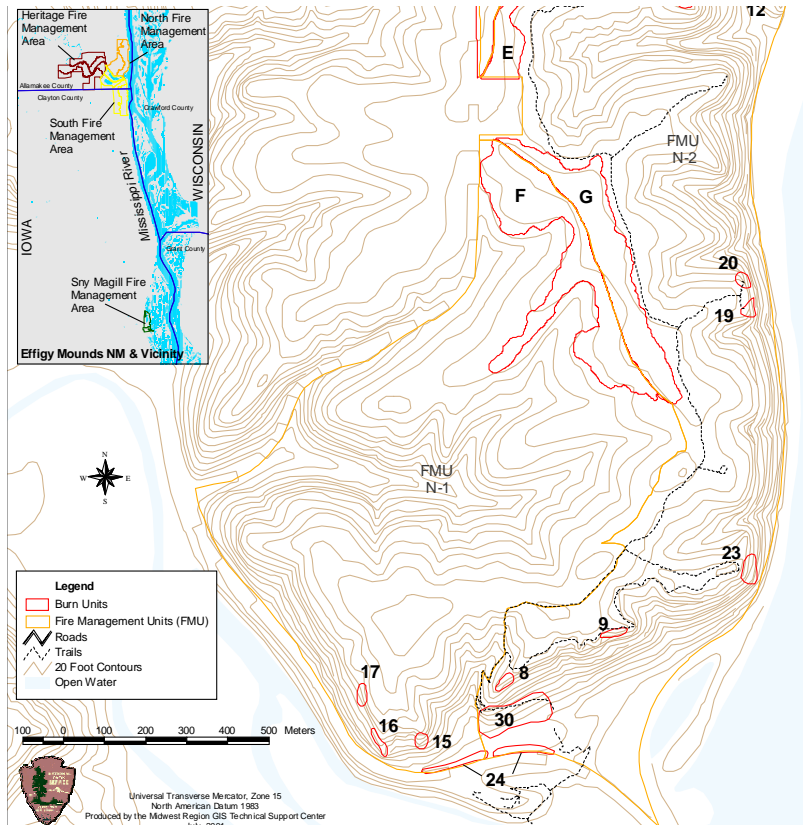 Heritage Fire
Management
Area
North Fire
Management
Area
Allamakee County
Clayton County
Crawford County
South Fire
Management
Area
Mississippi River
WISCONSIN
IOWA
Grant County
Sny Magill Fire
Management
Area
Effigy Mounds NM & Vicinity
12
E
FMU
N-2
F
G
20
19
FMU
N-1
N
W
E
S
23
Legend
Burn Units
Fire Management Units (FMU)
Roads
Trails
20 Foot Contours
Open Water
9
8
17
30
16
15
24
100 0 100 200 300 400 500 Meters
Universal Transverse Mercator, Zone 15
North American Datum 1983
Produced by the Midwest Region GIS Technical Support Center